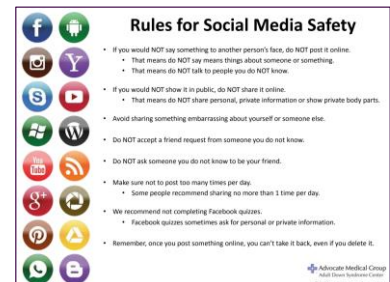 Rules for Social Media Safety
• If you would NOT say something to another person's face, do NOT post it online.
• That means do NOT say means things about someone or something.
• That means do NOT talk to people you do NOT know.
• If you would NOT show it in public, do NOT share it online.
• That means do NOT share personal, private information or show private body parts.
• Avoid sharing something embarrassing about yourself or someone else.
• Do NOT accept a friend request from someone you do not know.
• Do NOT ask someone you do not know to be your friend.
• Make sure not to post too many times per day.
• Some people recommend sharing no more than 1 time per day.
• We recommend not completing Facebook quizzes.
• Facebook quizzes sometimes ask for personal or private information.
• Remember, once you post something online, you can't take it back, even if you delete it.
You
Tube
Advocate Medical Group
Adult Down Syndrome Center